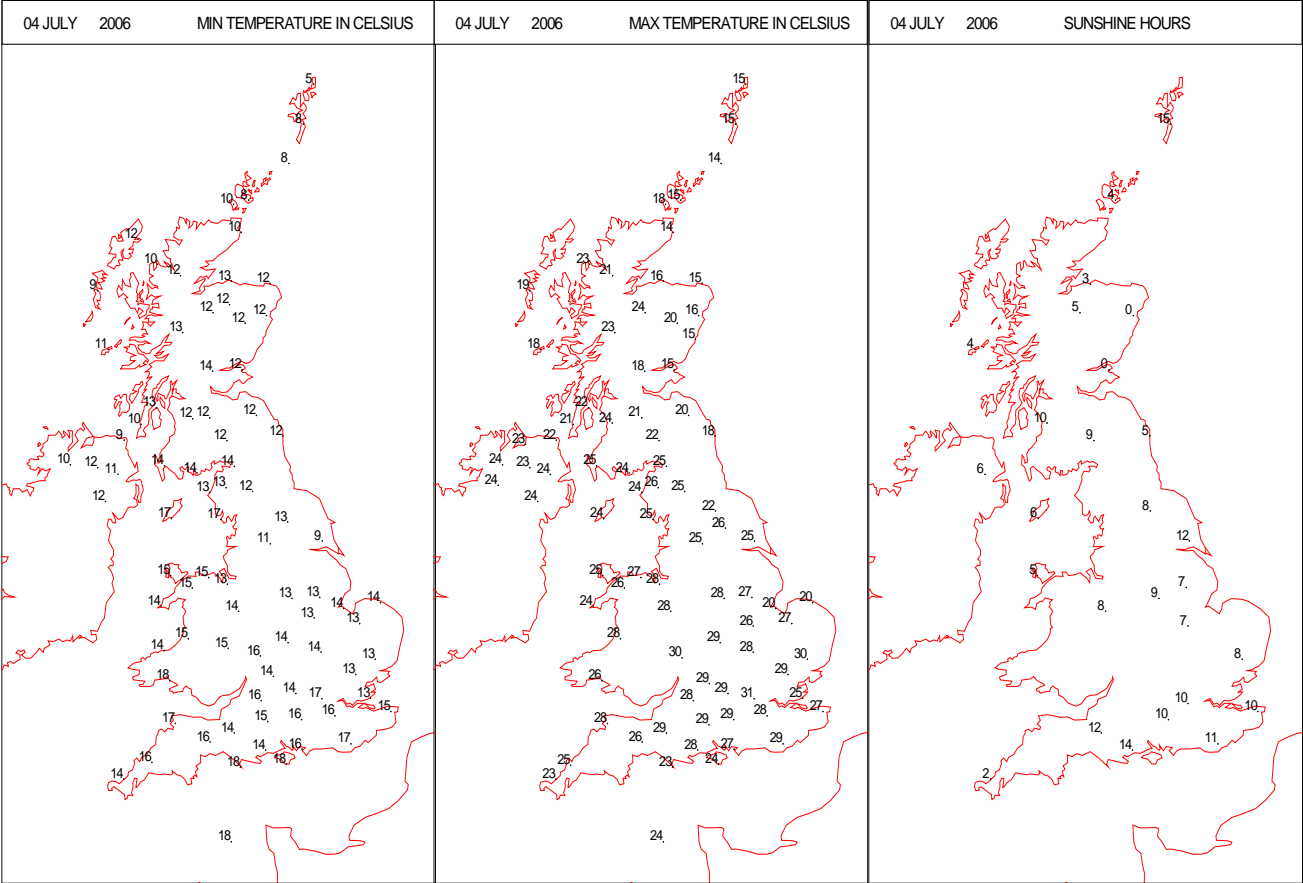 04 JULY 2006 MIN TEMPERATURE IN CELSIUS
5
8
8
10 8
10
12
10
12
13 12
9
12
12 12
12
13
11
14 12
13
12 12 12
10
9 12 12
14 14
10 12 14
11
13 13 12
12
17 17 13
11 9
15 15
15 13
13 13
14 14 14 14
13 13
15 14
14 15 16 14 13
18 14 13
16 14 17 13
15
17 15 16 16
14
16 14 16 17
16 18 18
14
18
04 JULY 2006 MAX TEMPERATURE IN CELSIUS
15
15
14
18 15
14
23
21
16 15
19
24 16
20
23
15
18
18 15
22
21 24 21 20
23 22 22 18
24 23 25 24 25
24 24
24 24 26 25
24 25 22
26
25 25
25 27
26 28
24 28 28 27 20 20
26 27
28 29 28
30 30
26 29 29
28 29 31 25
27
28 29 29 28
29
26 28 27 29
25 23 24
23
24
04 JULY 2006 SUNSHINE HOURS
15
4
3
5 0
4
0
10
9 5
6
6 8
12
5
7
8 9
7
8
10
10
10
12
14 11
2